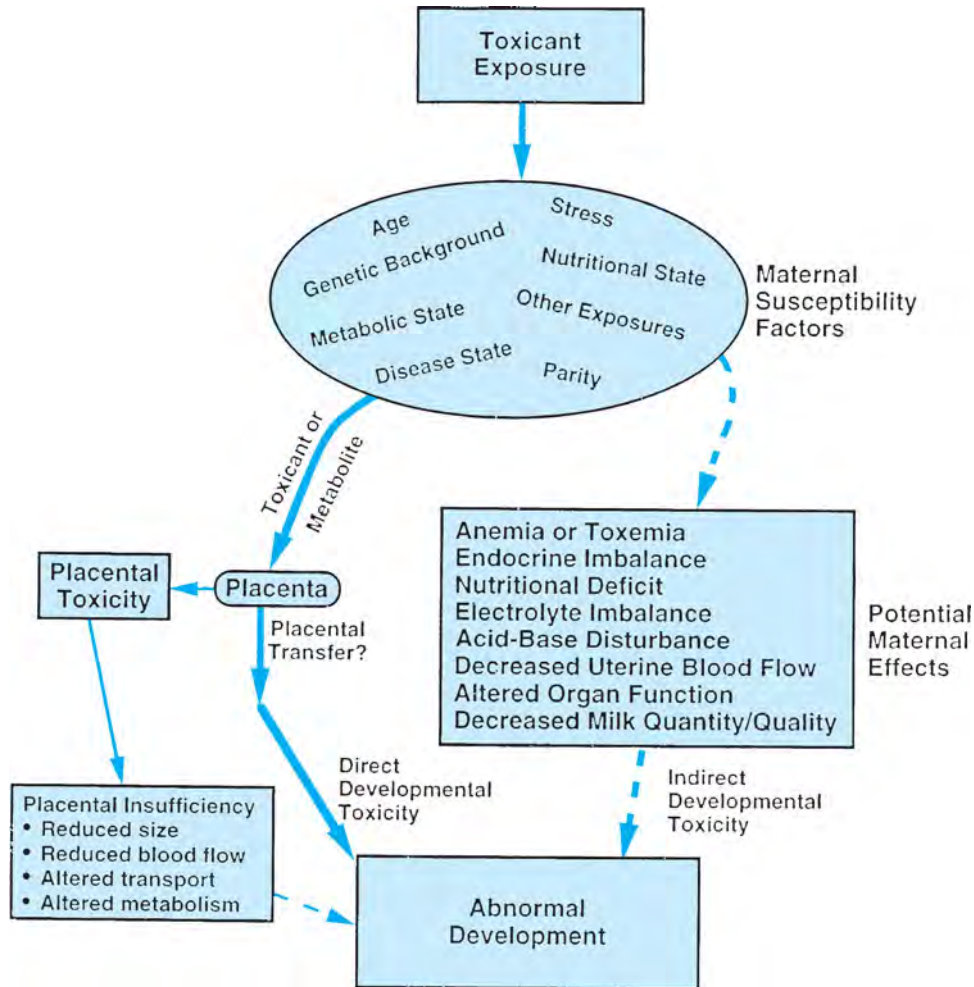 Toxicant
Exposure
Age
Stress
Genetic Background
Nutritional State
Metabolic State
Other Exposures
Disease State
Parity
Maternal
Susceptibility
Factors
Toxicant or
Metabolite
Placental
Toxicity
Placenta
Placental
Transfer?
Anemia or Toxemia
Endocrine Imbalance
Nutritional Deficit
Electrolyte Imbalance
Acid-Base Disturbance
Decreased Uterine Blood Flow
Altered Organ Function
Decreased Milk Quantity/Quality
Potential
Maternal
Effects
Direct
Developmental
Toxicity
Indirect
Developmental
Toxicity
Placental Insufficiency
• Reduced size
• Reduced blood flow
• Altered transport
• Altered metabolism
Abnormal
Development